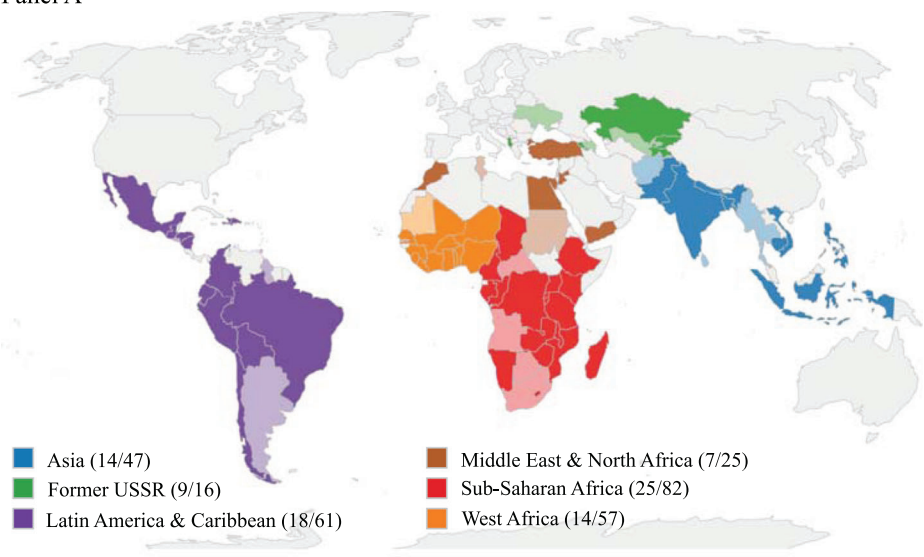 Panel A
Asia (14/47)
Former USSR (9/16)
Latin America & Caribbean (18/61)
Middle East & North Africa (7/25)
Sub-Saharan Africa (25/82)
West Africa (14/57)